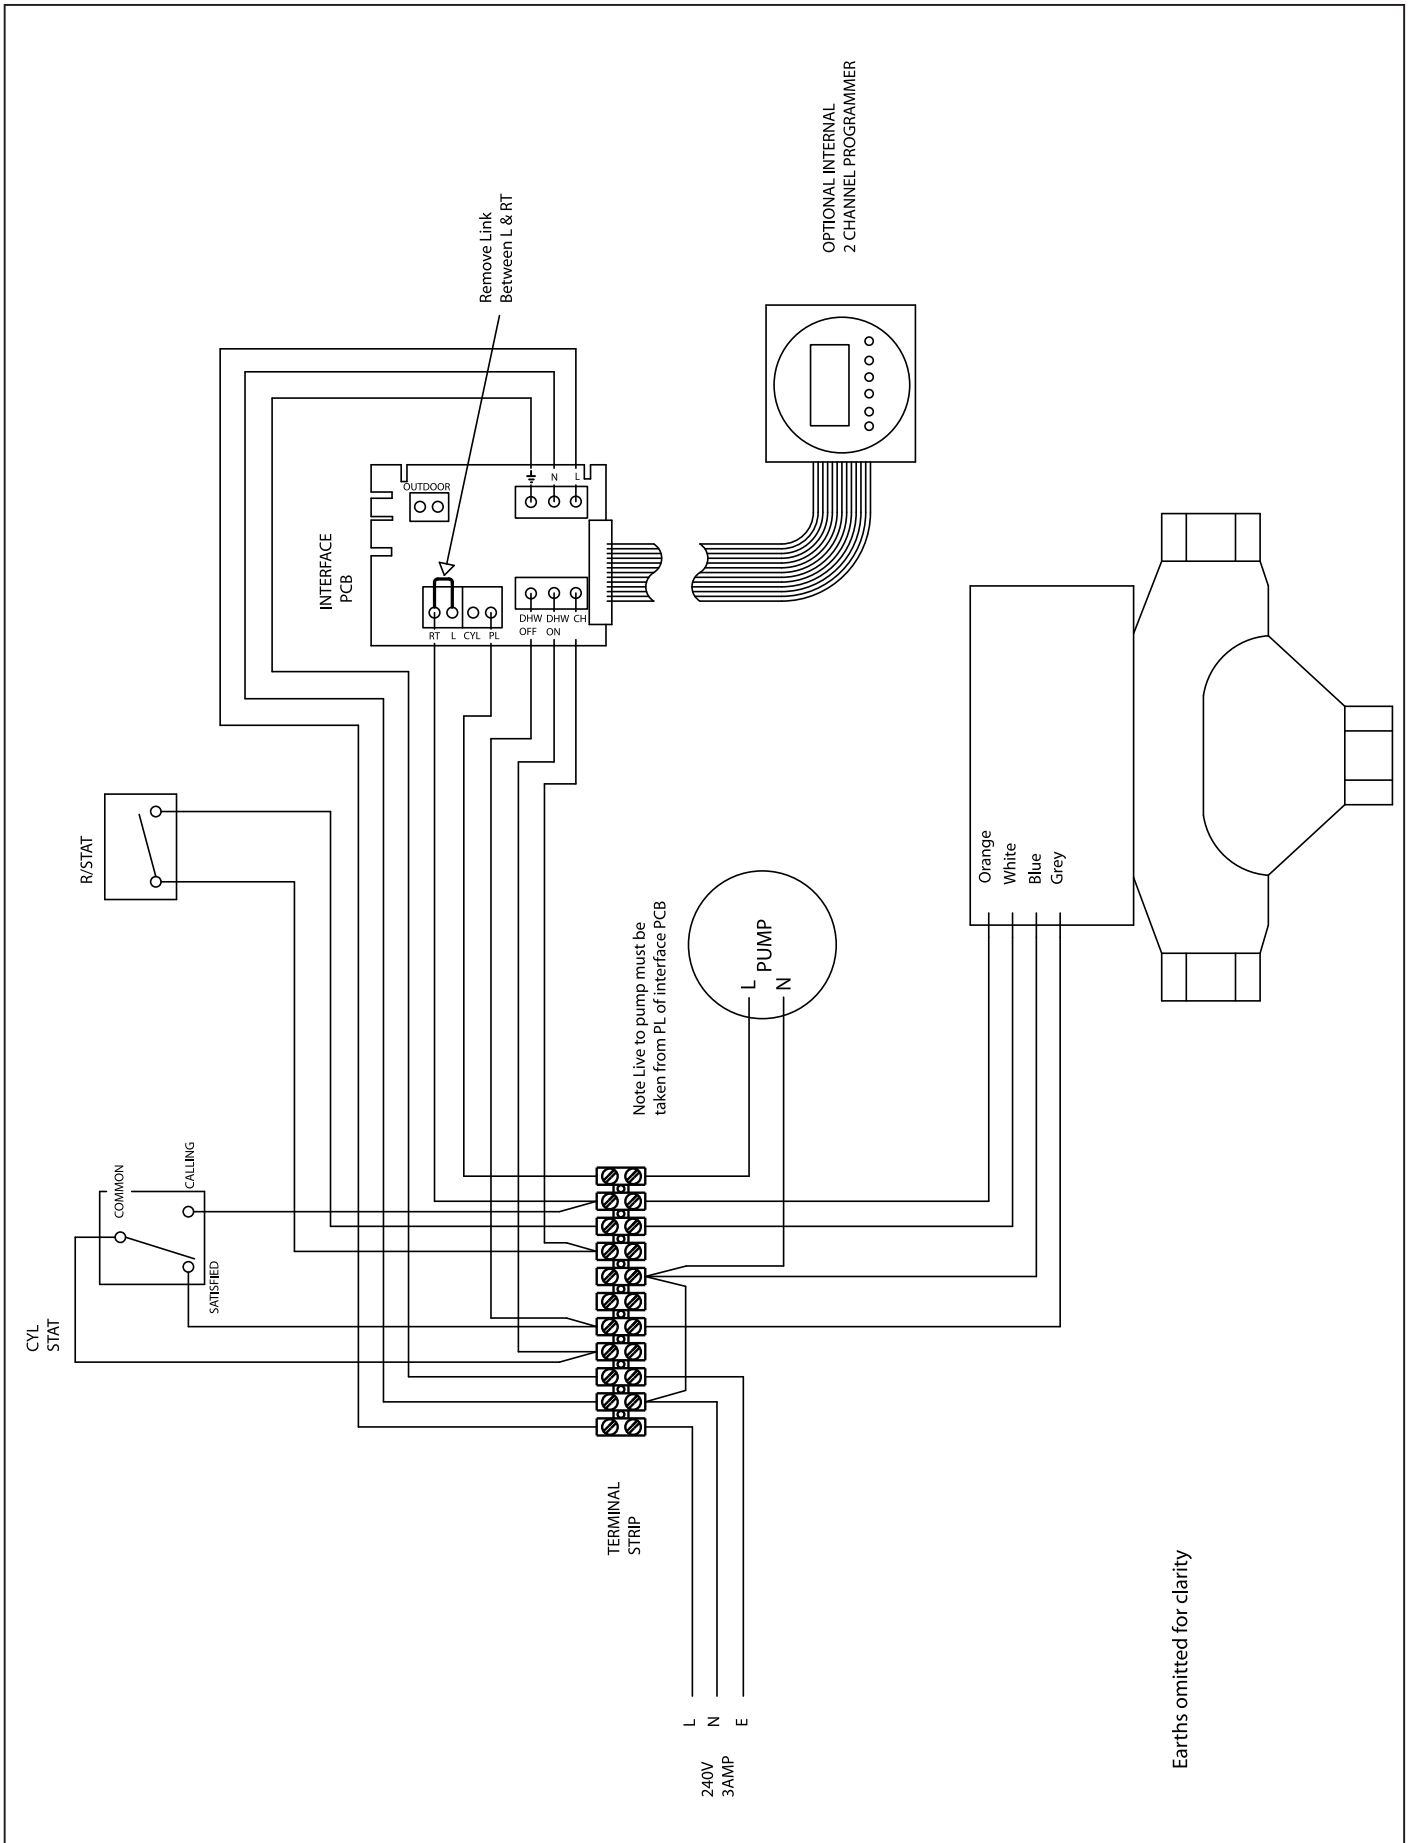 OPTIONAL INTERNAL
2 CHANNEL PROGRAMMER
Remove Link
Between L & RT
INTERFACE
PCB
OUTDOOR
N
L
RT
L
CYL
PL
DHW
OFF
DHW
ON
CH
R/STAT
Orange
White
Blue
Grey
Note Live to pump must be
taken from PL of interface PCB
PUMP
L
N
CYL
STAT
COMMON
CALLING
SATISFIED
TERMINAL
STRIP
L
N
E
240V
3AMP
Earths omitted for clarity